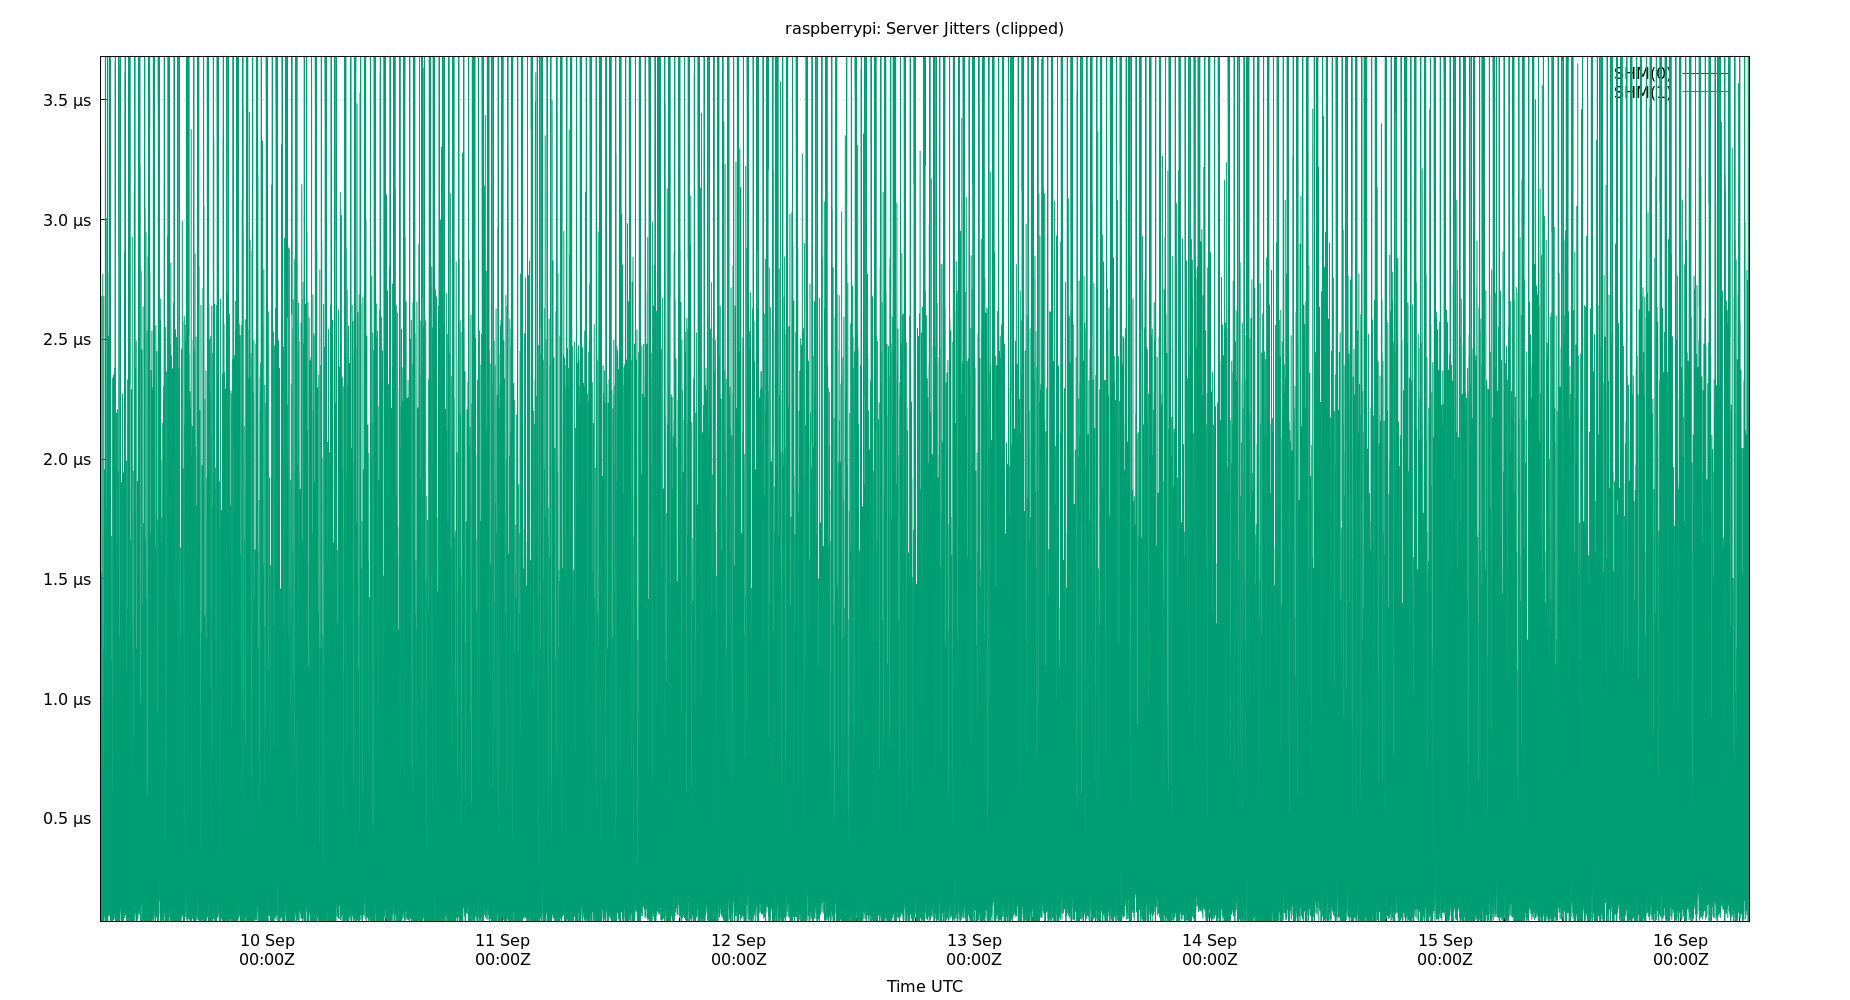 raspberrypi: Server Jitters (clipped)
SHM(0)
SHM(1)
3.5 μs
3.0 μs
2.5 μs
2.0 μs
1.5 μs
1.0 μs
0.5 μs
10 Sep 11 Sep 12 Sep 13 Sep 14 Sep 15 Sep 16 Sep
00:00Z 00:00Z 00:00Z 00:00Z 00:00Z 00:00Z 00:00Z
Time UTC